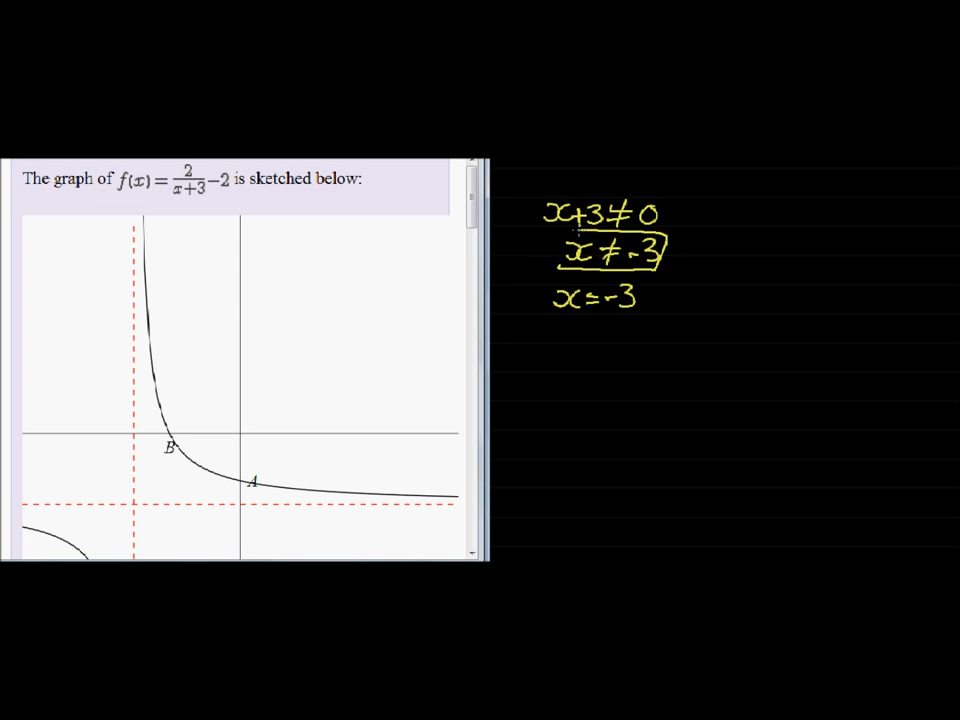 The graph of f(x)=2/(x+3)−2 is sketched below:
B
A
x+3≠0
x≠-3
x=-3